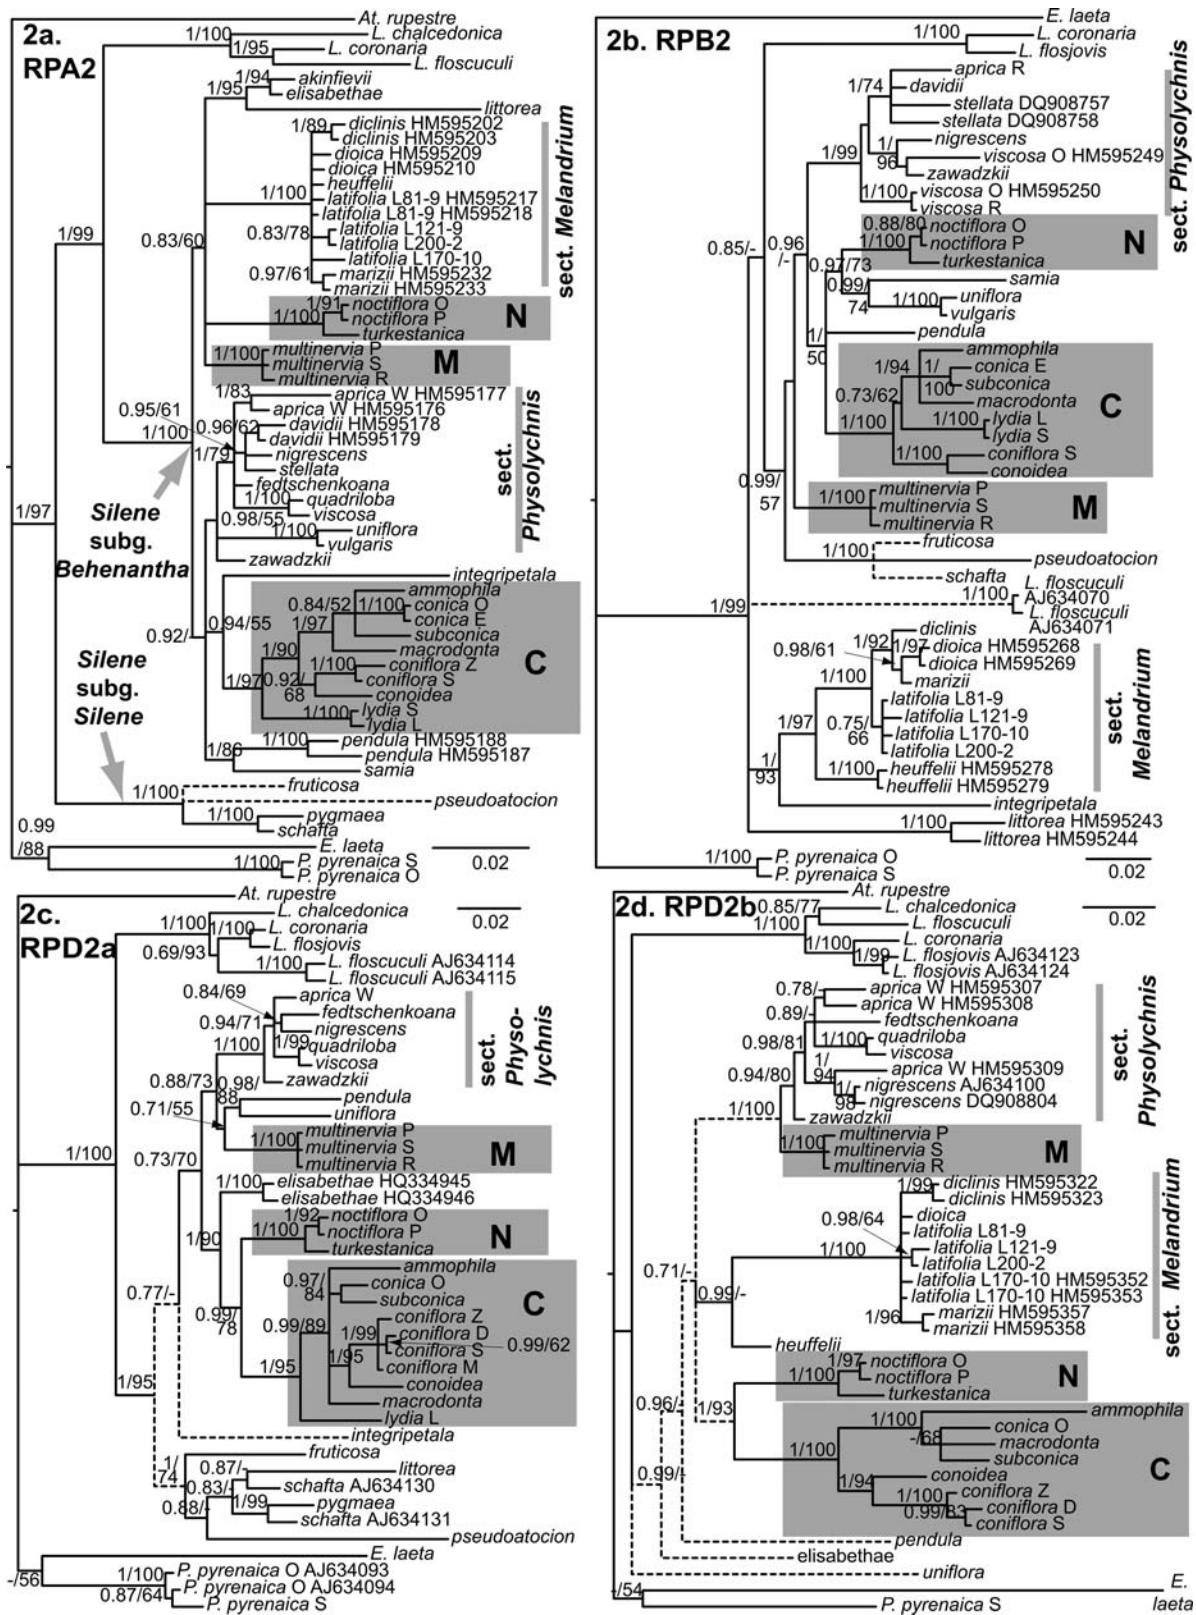 2a.
RPA2
At. rupestre
1/100
L. chalcedonica
1/95
L. coronaria
L. floscuculi
1/94
akinfievii
1/95
elisabethae
littorea
1/89
diclinis HM595202
diclinis HM595203
dioica HM595209
dioica HM595210
heuffelii
1/100
latifolia L81-9 HM595217
latifolia L81-9 HM595218
0.83/78
latifolia L121-9
latifolia L200-2
latifolia L170-10
0.97/61
marizii HM595232
marizii HM595233
sect. Melandrium
1/99
0.83/60
1/91
noctiflora O
1/100
noctiflora P
turkestanica
N
1/100
multinervia P
multinervia S
multinervia R
M
1/83
aprica W HM595177
aprica W HM595176
0.95/61
0.96/62
davidii HM595178
davidii HM595179
1/100
1/79
nigrescens
stellata
fedtschenkoana
1/100
quadriloba
viscosa
0.98/55
1/100
uniflora
vulgaris
zawadzkii
sect.
Physolychnis
1/97
Silene
subg.
Behenantha
integripetala
0.94/55
0.92/
ammophila
0.84/52
1/100
conica O
conica E
1/97
subconica
macrodonta
1/90
1/100
coniflora Z
coniflora S
0.92/
68
conoidea
1/97
1/100
lydia S
lydia L
C
Silene
subg.
Silene
1/100
pendula HM595188
1/86
pendula HM595187
samia
1/100
fruticosa
pseudoatocion
1/100
pygmaea
schafta
0.99
/88
E. laeta
1/100
P. pyrenaica S
P. pyrenaica O
0.02
2b. RPB2
E. laeta
1/100
L. coronaria
L. flosjovis
aprica R
1/74
davidii
stellata DQ908757
stellata DQ908758
nigrescens
1/
96
viscosa O HM595249
zawadzkii
1/99
1/100
viscosa O HM595250
viscosa R
sect. Physolychnis
0.85/-
0.96
/-
0.88/80
noctiflora O
1/100
noctiflora P
turkestanica
N
0.97/73
0.99/
74
samia
1/100
uniflora
vulgaris
pendula
1/
50
ammophila
1/94
1/
100
conica E
subconica
0.73/62
macrodonta
1/100
1/100
lydia L
lydia S
1/100
coniflora S
conoidea
C
0.99/
57
1/100
multinervia P
multinervia S
multinervia R
M
fruticosa
1/100
pseudoatocion
schafta
L. floscuculi
AJ634070
1/99
1/100
L. floscuculi
AJ634071
diclinis
1/92
1/97
dioica HM595268
0.98/61
dioica HM595269
marizii
1/100
latifolia L81-9
latifolia L121-9
0.75/
66
latifolia L170-10
latifolia L200-2
1/97
1/100
heuffelii HM595278
heuffelii HM595279
sect.
Melandrium
1/
93
integripetala
1/100
littorea HM595243
littorea HM595244
1/100
P. pyrenaica O
P. pyrenaica S
0.02
2c.
RPD2a
At. rupestre
0.02
1/100
L. chalcedonica
1/100
L. coronaria
0.69/93
L. flosjovis
1/100
L. floscuculi AJ634114
L. floscuculi AJ634115
0.84/69
aprica W
fedtschenkoana
0.94/71
nigrescens
1/99
quadriloba
1/100
viscosa
zawadzkii
sect.
Physo-
lychnis
0.88/73
0.98/
88
pendula
0.71/55
uniflora
1/100
multinervia P
multinervia S
multinervia R
M
1/100
0.73/70
1/100
elisabethae HQ334945
elisabethae HQ334946
1/90
1/92
noctiflora O
1/100
noctiflora P
turkestanica
N
0.97/
84
ammophila
conica O
subconica
0.77/-
0.99/
78
0.99/89
coniflora Z
1/99
coniflora D
coniflora S
0.99/62
1/95
1/95
coniflora M
conoidea
macrodonta
lydia L
C
1/95
integripetala
-1/
74
fruticosa
0.87/-
littorea
0.83/-
schafta AJ634130
0.88/-
1/99
pygmaea
schafta AJ634131
pseudoatocion
E. laeta
-/56
1/100
P. pyrenaica O AJ634093
0.87/64
P. pyrenaica O AJ634094
P. pyrenaica S
2d. RPD2b
At. rupestre
0.02
0.85/77
L. chalcedonica
1/100
L. floscuculi
1/100
L. coronaria
1/99
L. flosjovis AJ634123
L. flosjovis AJ634124
0.78/-
aprica W HM595307
aprica W HM595308
0.89/-
fedtschenkoana
0.98/81
1/100
quadriloba
viscosa
1/
94
aprica W HM595309
0.94/80
1/
98
nigrescens AJ634100
nigrescens DQ908804
zawadzkii
sect.
Physolychnis
1/100
1/100
multinervia P
multinervia S
multinervia R
M
1/99
diclinis HM595322
diclinis HM595323
0.98/64
dioica
latifolia L81-9
1/100
latifolia L121-9
latifolia L200-2
latifolia L170-10 HM595352
latifolia L170-10 HM595353
1/96
marizii HM595357
marizii HM595358
sect. Melandrium
0.71/-
0.99/-
heuffelii
1/97
noctiflora O
1/100
noctiflora P
turkestanica
N
0.96/-
1/93
1/100
ammophila
-/68
conica O
macrodonta
subconica
1/100
conoidea
1/94
1/100
coniflora Z
0.99/83
coniflora D
coniflora S
C
0.99/-
pendula
elisabethae
uniflora
-/54
E.
laeta
P. pyrenaica S